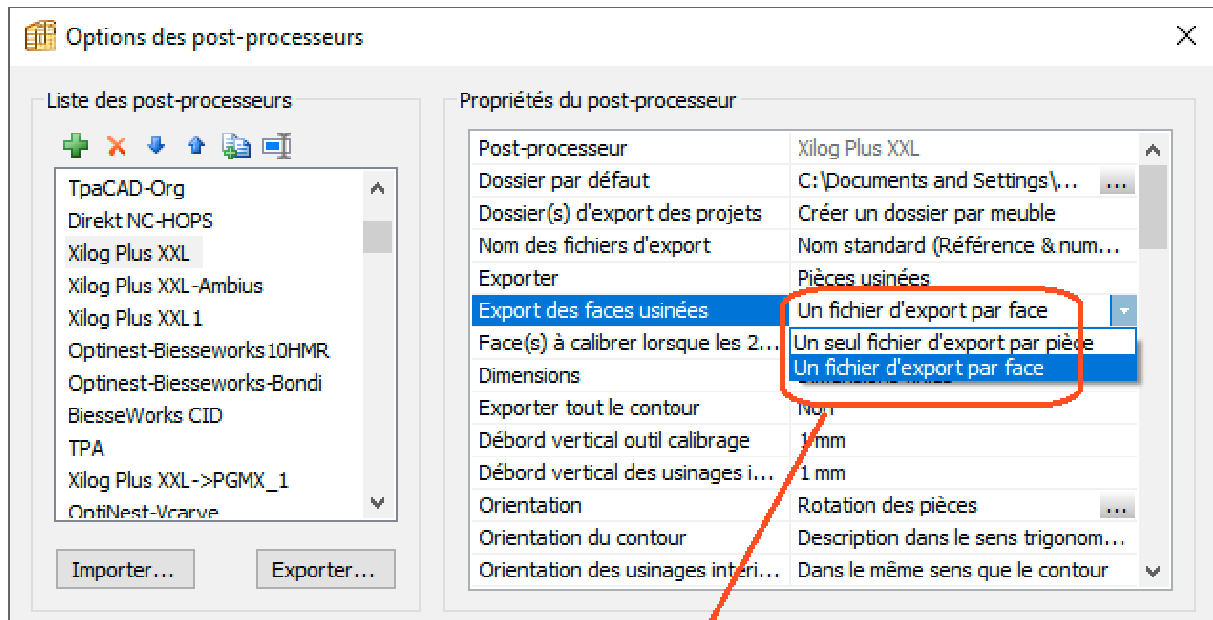 Options des post-processeurs
Liste des post-processeurs
TpaCAD-Org
Direkt NC-HOPS
Xilog Plus XXL
Xilog Plus XXL-Ambius
Xilog Plus XXL1
Optinest-Biesseworks10HMR
Optinest-Biesseworks-Bondi
BiesseWorks CID
TPA
Xilog Plus XXL->PGMX_1
OptiNest-Vcarve
Importer...
Exporter...
Propriétés du post-processeur
Post-processeur Xilog Plus XXL
Dossier par défaut C:\Documents and Settings\... ...
Dossier(s) d'export des projets Créer un dossier par meuble
Nom des fichiers d'export Nom standard (Référence & num...
Exporter Pièces usinées
Export des faces usinées Un fichier d'export par face
Face(s) à calibrer lorsque les 2... Un seul fichier d'export par pièce
Un fichier d'export par face
Dimensions
Exporter tout le contour Non
Débord vertical outil calibrage 1 mm
Débord vertical des usinages i... 1 mm
Orientation Rotation des pièces ...
Orientation du contour Description dans le sens trigonom...
Orientation des usinages intéri... Dans le même sens que le contour